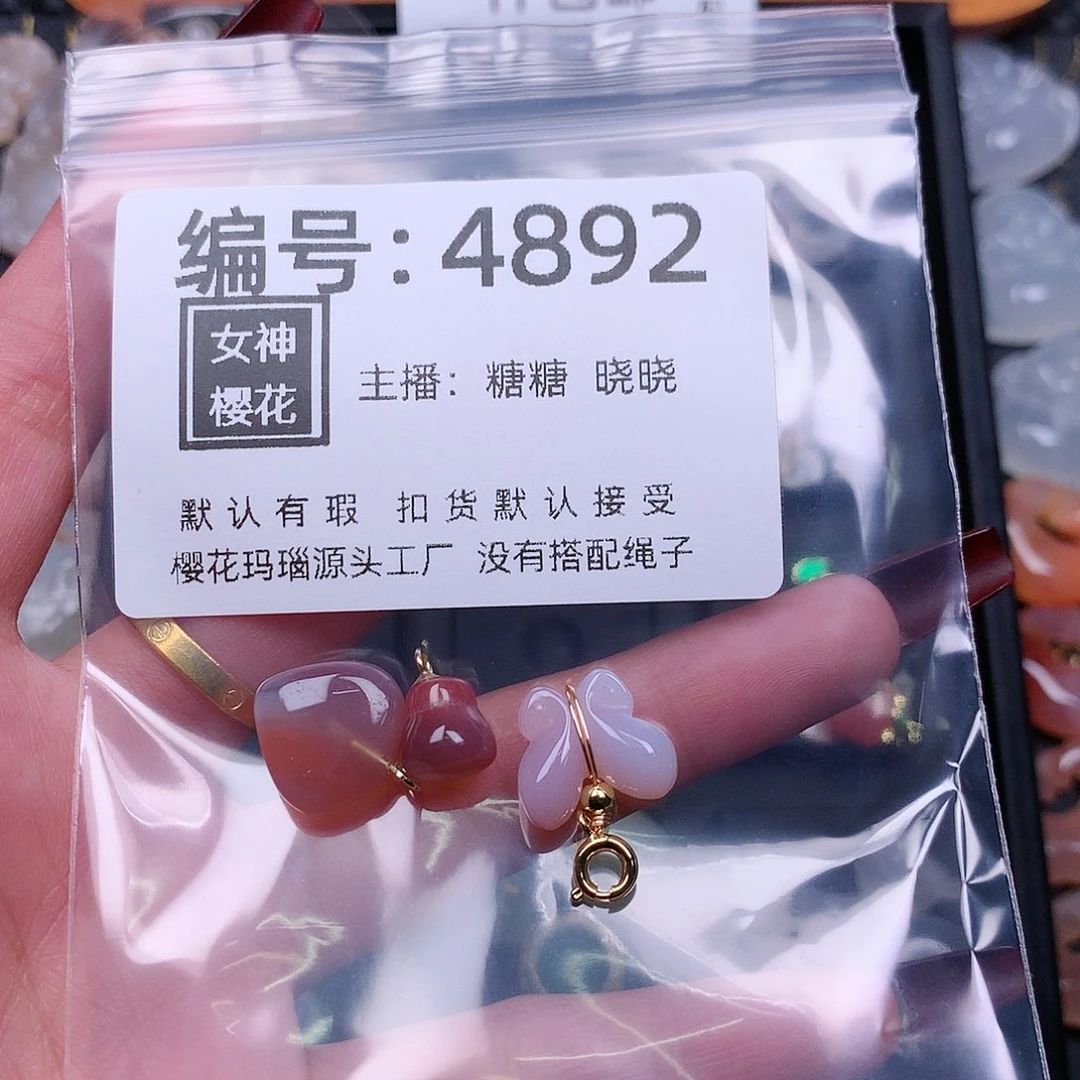 编号:4892
女神
樱花
主播: 糖糖 晓晓
默认有瑕 扣货默认接受
樱花玛瑙源头工厂 没有搭配绳子